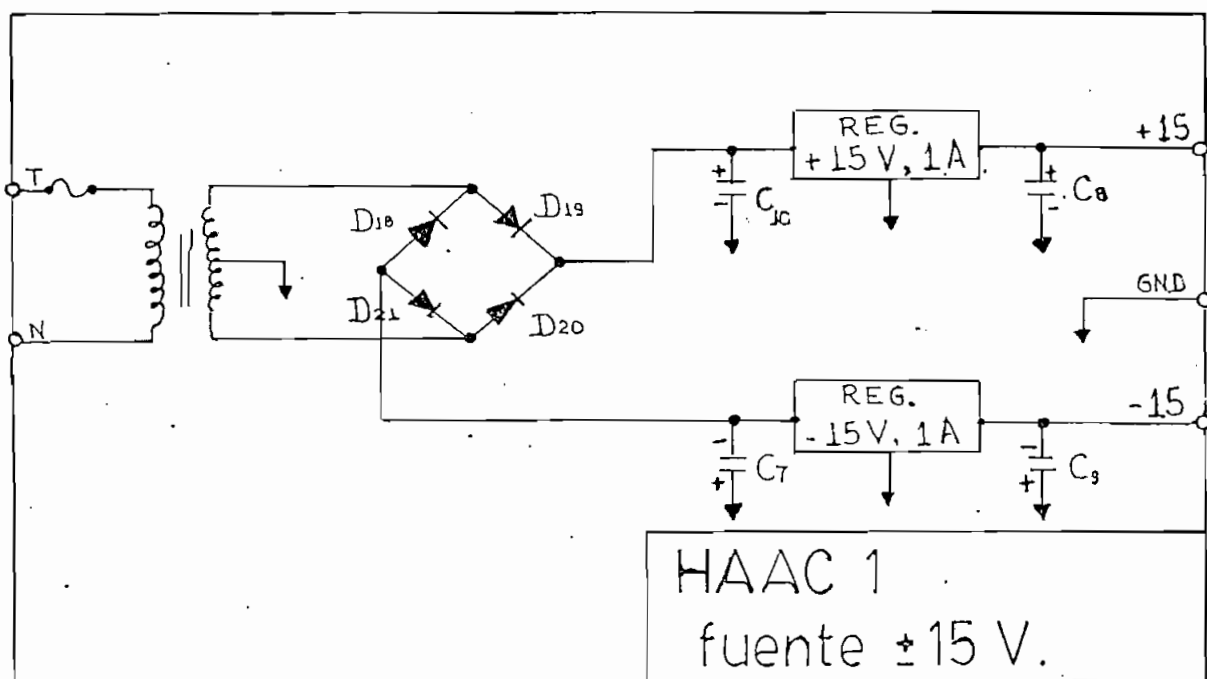 REG.
+15 V, 1 A
+15
T
+
-
C10
+
-
C8
D18
D19
GND
N
D21
D20
REG.
-15 V, 1 A
-15
-
+
C7
-
+
C9
HAAC 1
fuente ±15 V.